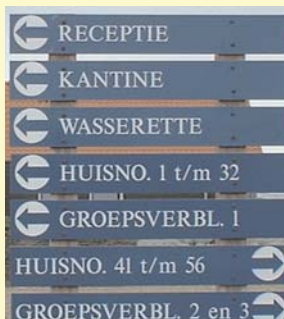 RECEPTIE
KANTINE
WASSERETTE
HUISNO. 1 t/m 32
GROEPSVERBL. 1
HUISNO. 41 t/m 56
GROEPSVERBL. 2 en 3